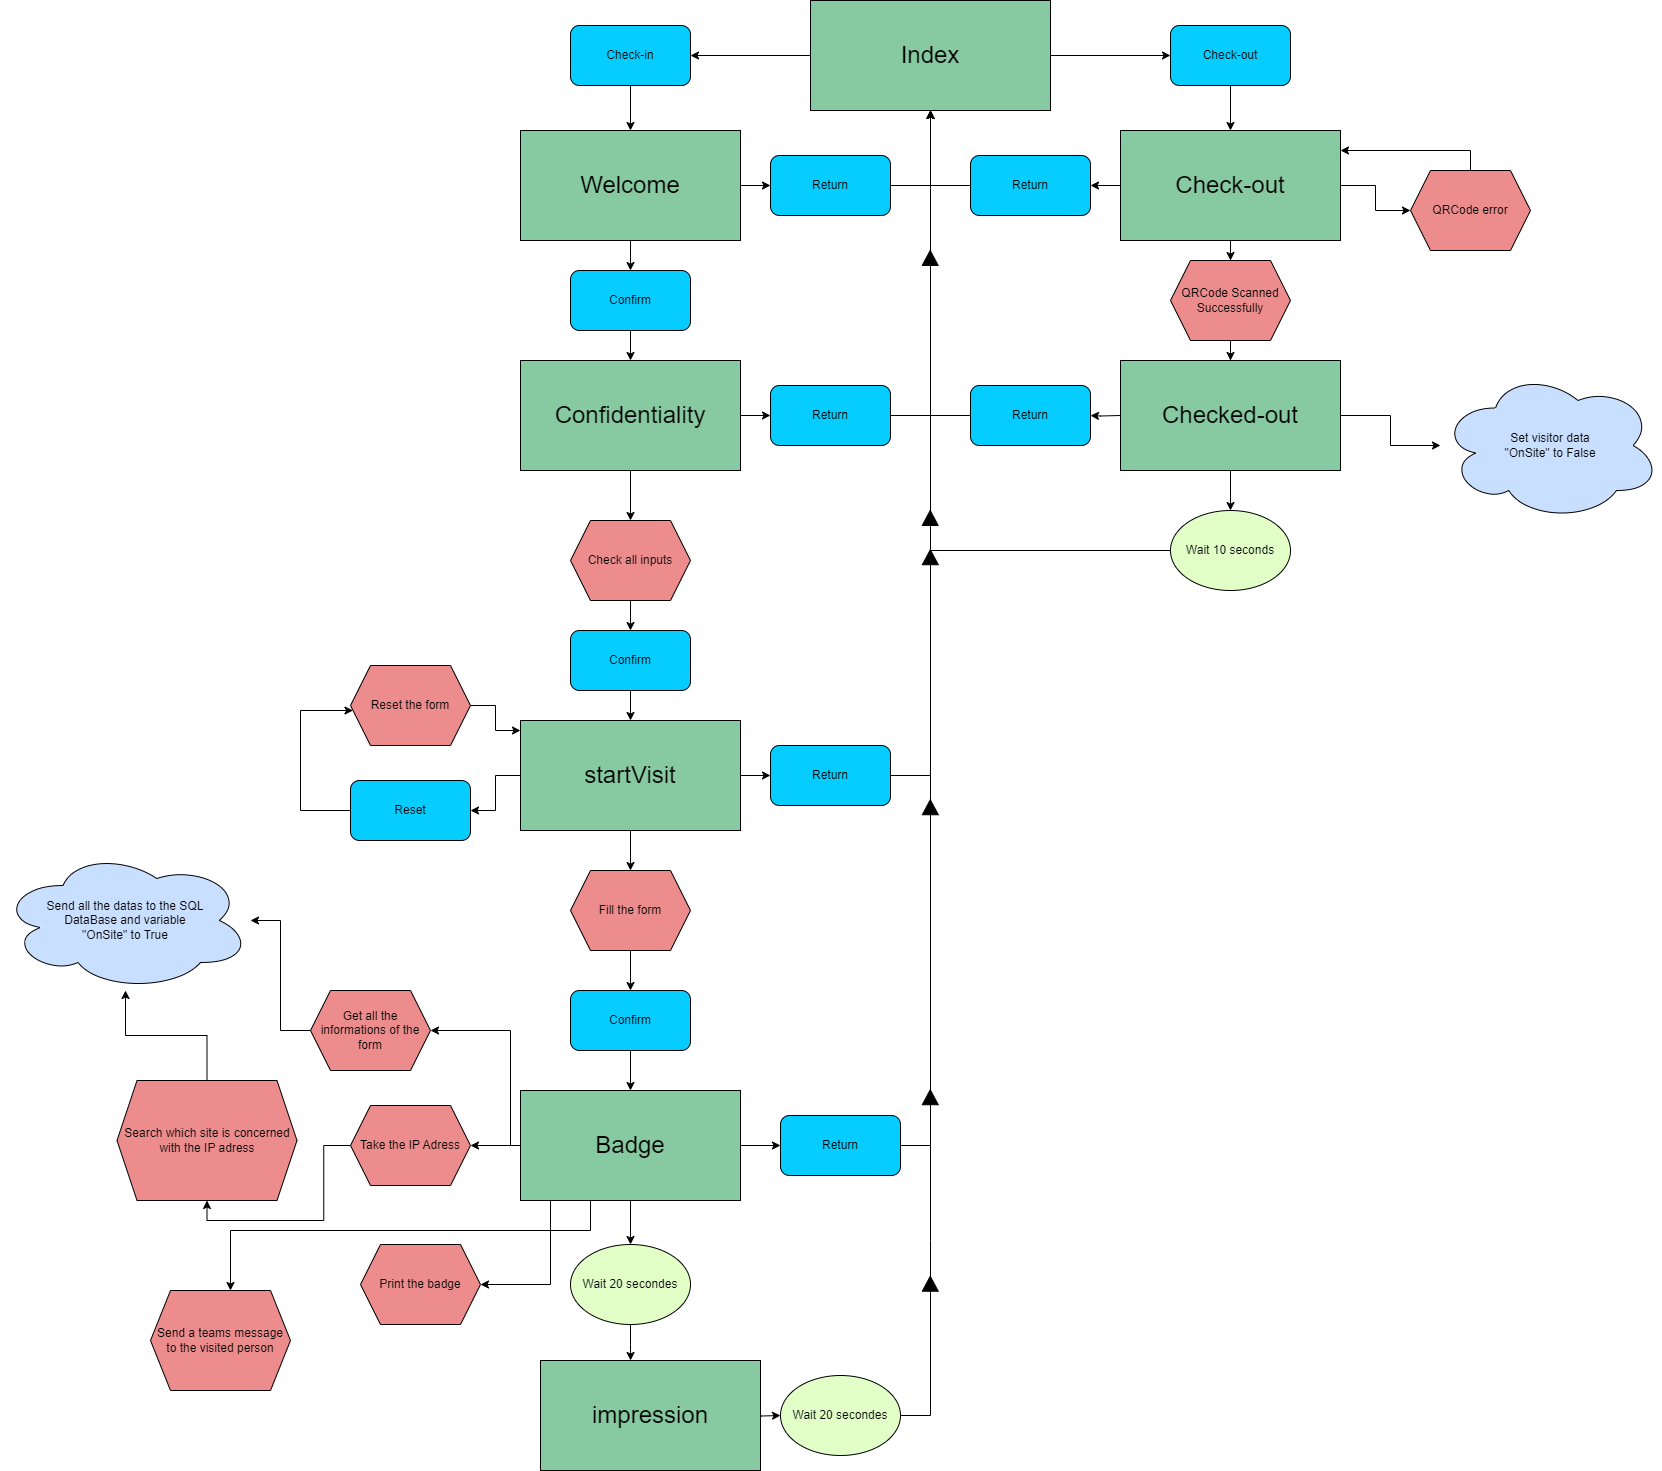 Index
Check-in
Check-out
Welcome
Return
Return
Check-out
QRCode error
Confirm
QRCode Scanned
Successfully
Confidentiality
Return
Return
Checked-out
Set visitor data
"OnSite" to False
Check all inputs
Wait 10 seconds
Confirm
Reset the form
startVisit
Return
Reset
Send all the datas to the SQL
DataBase and variable
"OnSite" to True
Fill the form
Get all the
informations of the
form
Confirm
Search which site is concerned
with the IP adress
Take the IP Adress
Badge
Return
Print the badge
Wait 20 secondes
Send a teams message
to the visited person
impression
Wait 20 secondes